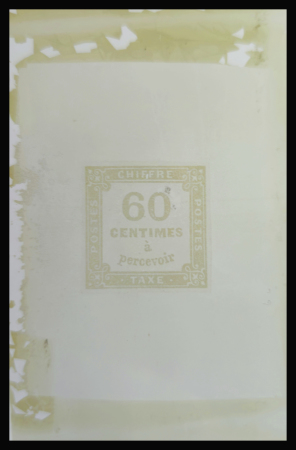 CHIFFRE
POSTES
60
CENTIMES
à
percevoir
POSTES
TAXE